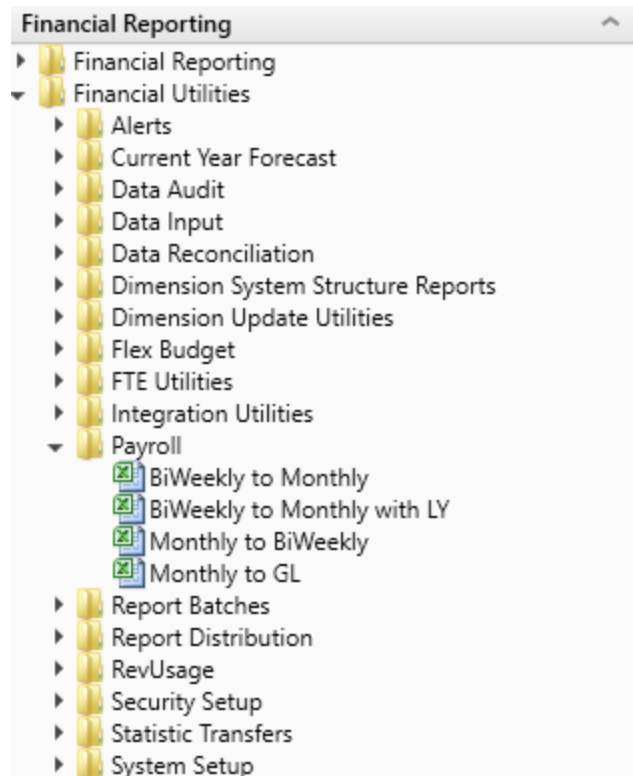 Financial Reporting
Financial Reporting
Financial Utilities
Alerts
Current Year Forecast
Data Audit
Data Input
Data Reconciliation
Dimension System Structure Reports
Dimension Update Utilities
Flex Budget
FTE Utilities
Integration Utilities
Payroll
BiWeekly to Monthly
BiWeekly to Monthly with LY
Monthly to BiWeekly
Monthly to GL
Report Batches
Report Distribution
RevUsage
Security Setup
Statistic Transfers
System Setup